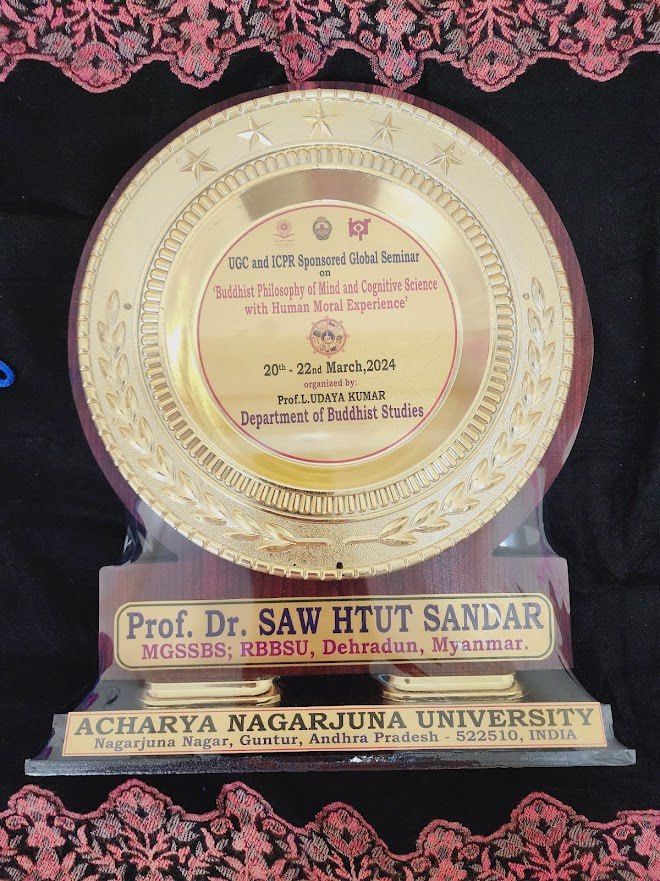 UGC and ICPR Sponsored Global Seminar
on
'Buddhist Philosophy of Mind and Cognitive Science
with Human Moral Experience'
20th - 22nd March,2024
organized by:
Prof.L.UDAYA KUMAR
Department of Buddhist Studies
Prof. Dr. SAW HTUT SANDAR
MGSSBS; RBBSU, Dehradun, Myanmar.
ACHARYA NAGARJUNA UNIVERSITY
Nagarjuna Nagar, Guntur, Andhra Pradesh - 522510, INDIA